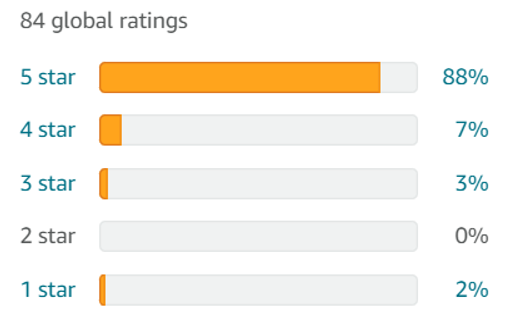 84 global ratings
5 star 88%
4 star 7%
3 star 3%
2 star 0%
1 star 2%